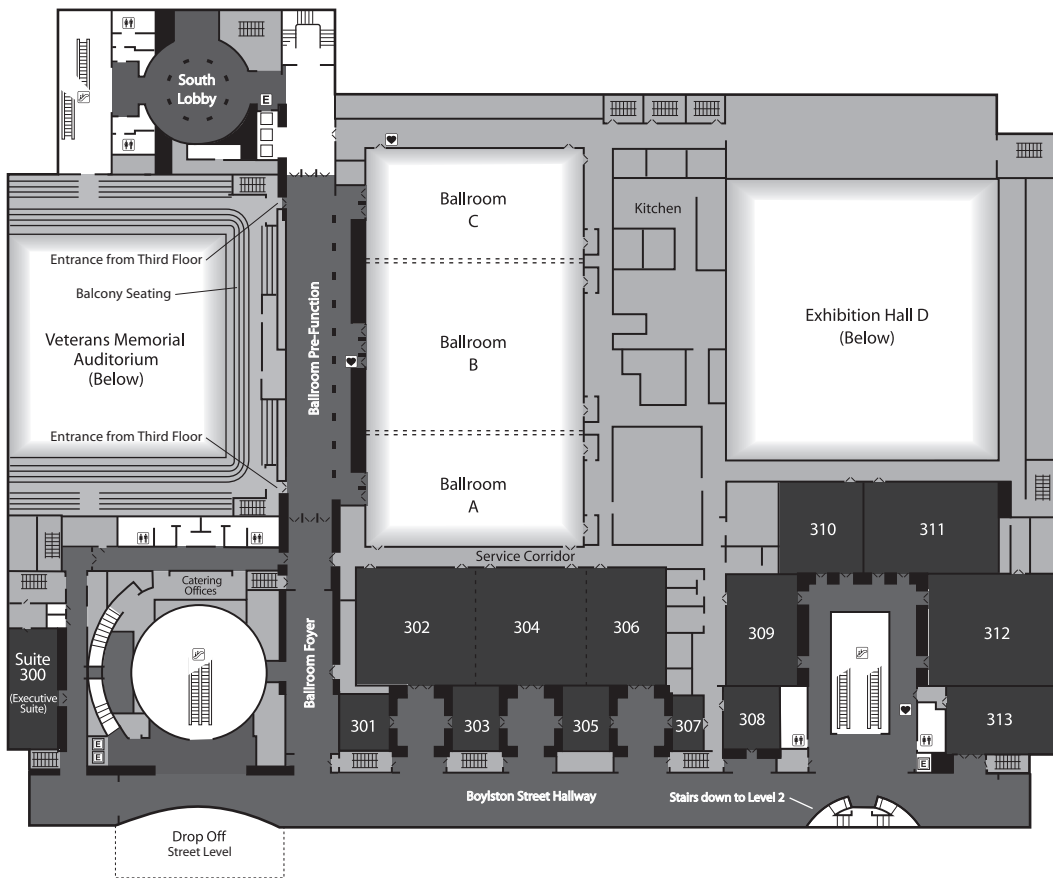 South
Lobby
E
Ballroom
C
Kitchen
Entrance from Third Floor
Balcony Seating
Veterans Memorial
Auditorium
(Below)
Entrance from Third Floor
Ballroom Pre-Function
Ballroom
B
Exhibition Hall D
(Below)
Ballroom
A
Service Corridor
310
311
Catering
Offices
302
304
306
309
312
Suite
300
(Executive
Suite)
Ballroom Foyer
301
303
305
307
308
313
E
E
E
Boylston Street Hallway
Stairs down to Level 2
Drop Off
Street Level